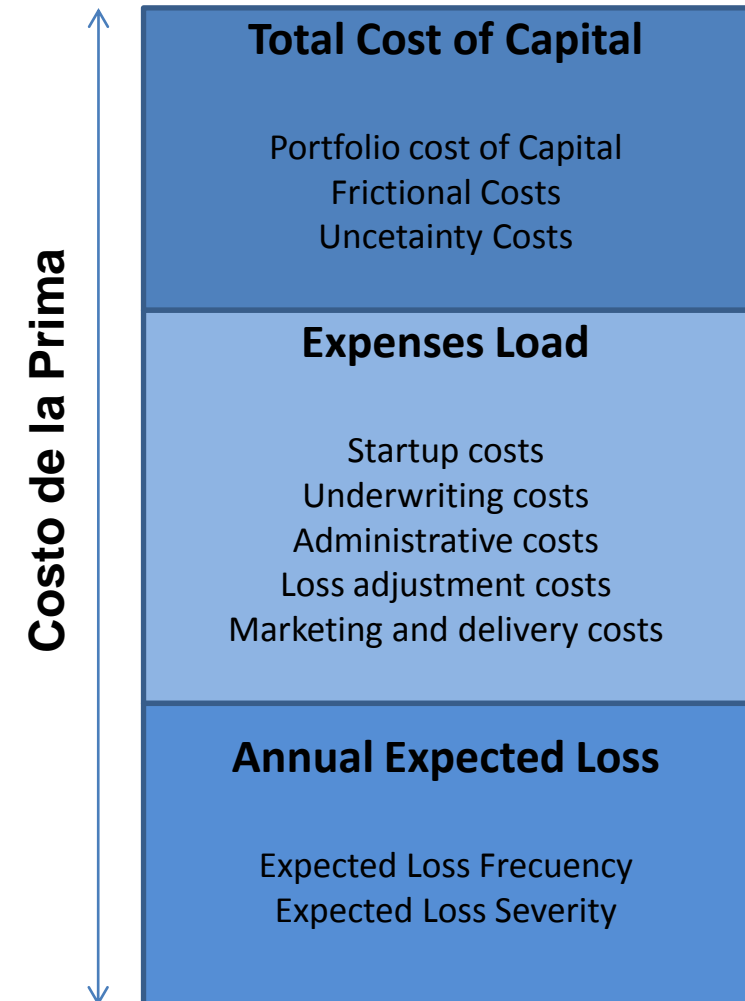 Costo de la Prima
Total Cost of Capital
Portfolio cost of Capital
Frictional Costs
Uncetainty Costs
Expenses Load
Startup costs
Underwriting costs
Administrative costs
Loss adjustment costs
Marketing and delivery costs
Annual Expected Loss
Expected Loss Frecuency
Expected Loss Severity